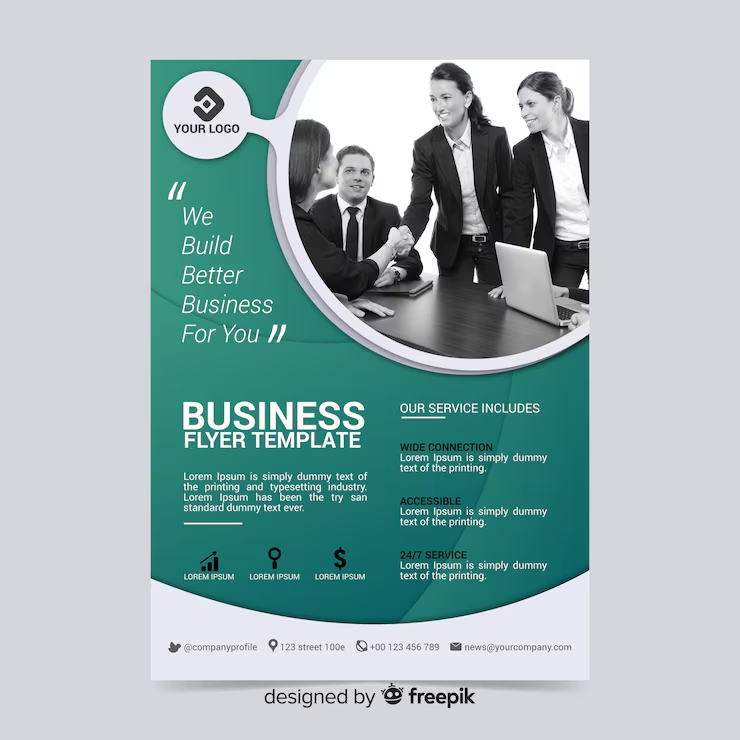 YOUR LOGO
“
We
Build
Better
Business
For You ”
BUSINESS
FLYER TEMPLATE
Lorem Ipsum is simply dummy text of
the printing and typesetting industry.
Lorem Ipsum has been the try san
standard dummy text ever.
LOREM IPSUM
LOREM IPSUM
LOREM IPSUM
OUR SERVICE INCLUDES
WIDE CONNECTION
Lorem Ipsum is simply dummy
text of the printing.
ACCESSIBLE
Lorem Ipsum is simply dummy
text of the printing.
24/7 SERVICE
Lorem Ipsum is simply dummy
text of the printing.
@companyprofile 123 street 100e +00 123 456 789 news@yourcompany.com
designed by freepik